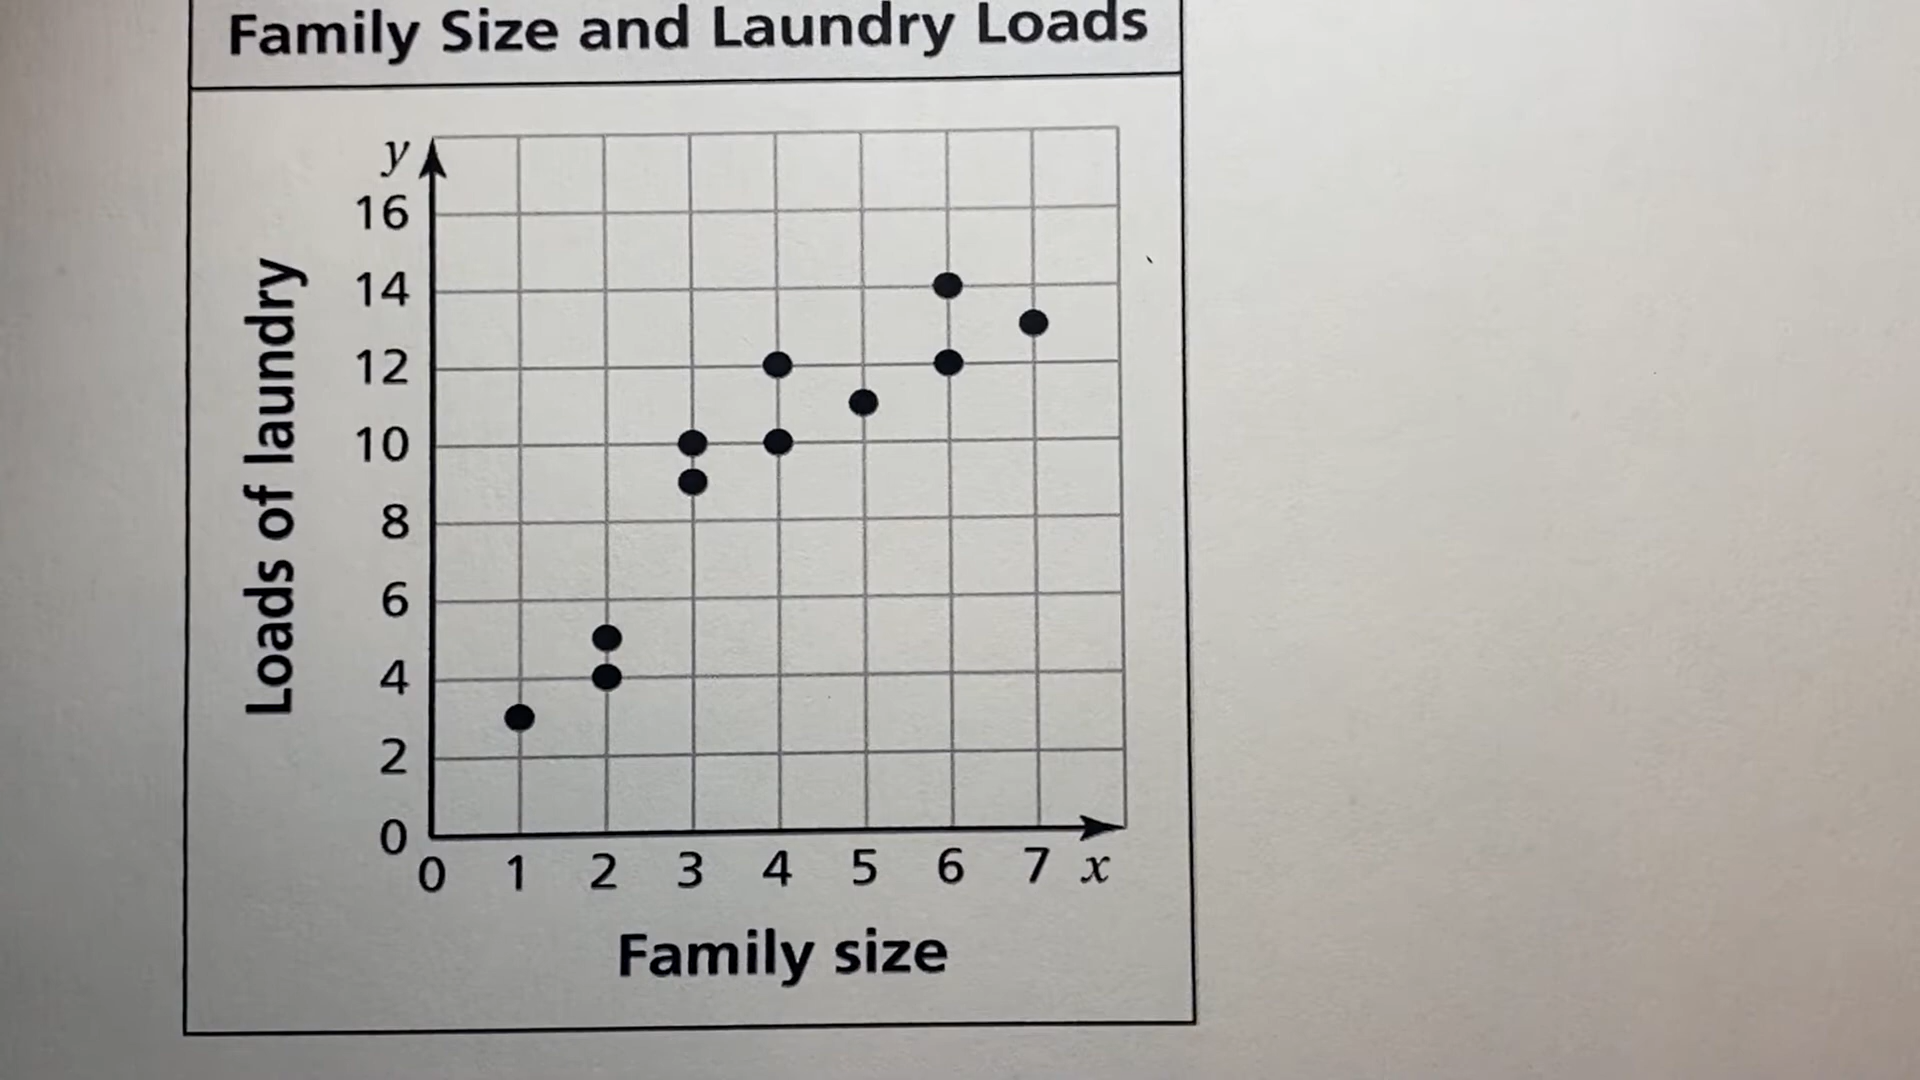 Family Size and Laundry Loads
y
16
14
12
10
8
6
4
2
0
Loads of laundry
0 1 2 3 4 5 6 7 x
Family size